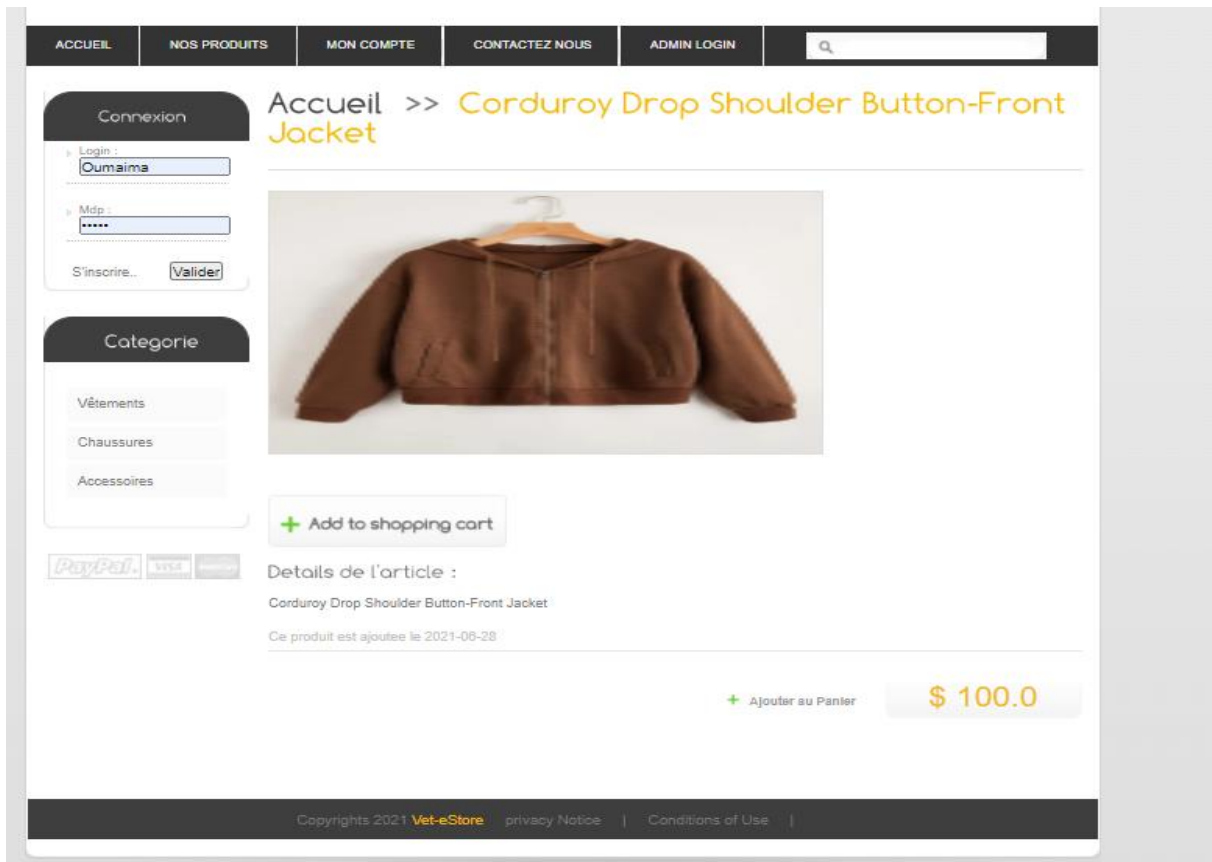 ACCUEIL NOS PRODUITS MON COMPTE CONTACTEZ NOUS ADMIN LOGIN
Connexion
Login :
Oumaima
Mdp :
•••••
S'inscrire.. Valider
Categorie
Vêtements
Chaussures
Accessoires
PayPal. VISA
Accueil >> Corduroy Drop Shoulder Button-Front
Jacket
+ Add to shopping cart
Details de l'article :
Corduroy Drop Shoulder Button-Front Jacket
Ce produit est ajoutee le 2021-06-28
+ Ajouter au Panier $ 100.0
Copyrights 2021 Vet-eStore privacy Notice | Conditions of Use |